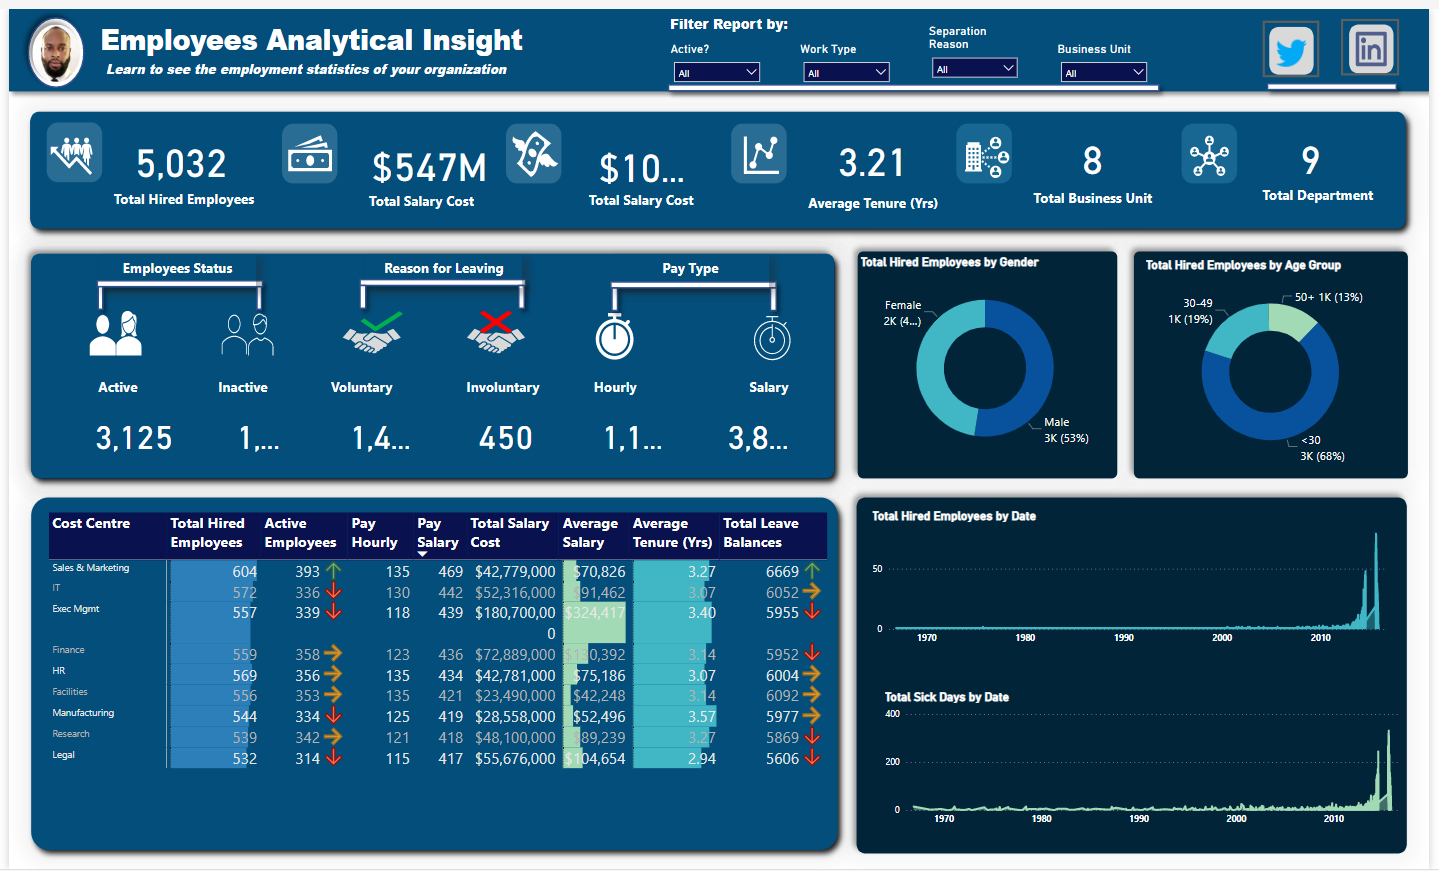 Employees Analytical Insight
Learn to see the employment statistics of your organization
Filter Report by:
Active?
All
Work Type
All
Separation
Reason
All
Business Unit
All
in
5,032
Total Hired Employees
$547M
Total Salary Cost
$10...
Total Salary Cost
3.21
Average Tenure (Yrs)
8
Total Business Unit
9
Total Department
Employees Status
Reason for Leaving
Pay Type
Active
Inactive
Voluntary
Involuntary
Hourly
Salary
3,125
1,...
1,4...
450
1,1...
3,8...
Total Hired Employees by Gender
Female
2K (4...)
Male
3K (53%)
Total Hired Employees by Age Group
50+ 1K (13%)
30-49
1K (19%)
<30
3K (68%)
Cost Centre Total Hired Employees Active Employees Pay Hourly Pay Salary Total Salary Cost Average Salary Average Tenure (Yrs) Total Leave Balances
Sales & Marketing 604 393 135 469 $42,779,000 $70,826 3.27 6669
IT 572 336 130 442 $52,316,000 $91,462 3.07 6052
Exec Mgmt 557 339 118 439 $180,700,000 $324,417 3.40 5955
Finance 559 358 123 436 $72,889,000 $130,392 3.14 5952
HR 569 356 135 434 $42,781,000 $75,186 3.07 6004
Facilities 556 353 135 421 $23,490,000 $42,248 3.14 6092
Manufacturing 544 334 125 419 $28,558,000 $52,496 3.57 5977
Research 539 342 121 418 $48,100,000 $89,239 3.27 5869
Legal 532 314 115 417 $55,676,000 $104,654 2.94 5606
Total Hired Employees by Date
50
0
1970 1980 1990 2000 2010
Total Sick Days by Date
400
200
0
1970 1980 1990 2000 2010